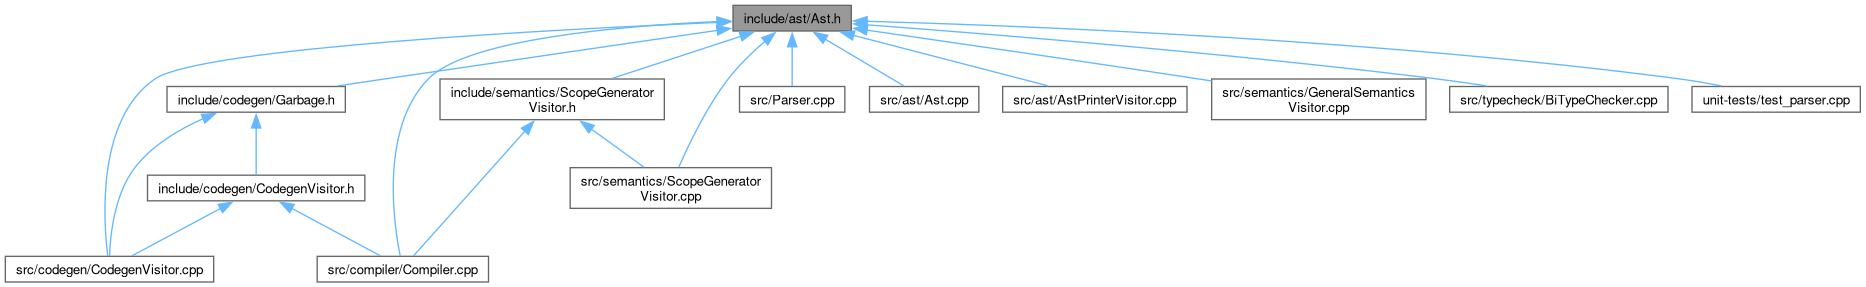 include/ast/Ast.h
include/codegen/Garbage.h
include/semantics/ScopeGenerator
Visitor.h
src/Parser.cpp
src/ast/Ast.cpp
src/ast/AstPrinterVisitor.cpp
src/semantics/GeneralSemantics
Visitor.cpp
src/typecheck/BiTypeChecker.cpp
unit-tests/test_parser.cpp
include/codegen/CodegenVisitor.h
src/semantics/ScopeGenerator
Visitor.cpp
src/codegen/CodegenVisitor.cpp
src/compiler/Compiler.cpp